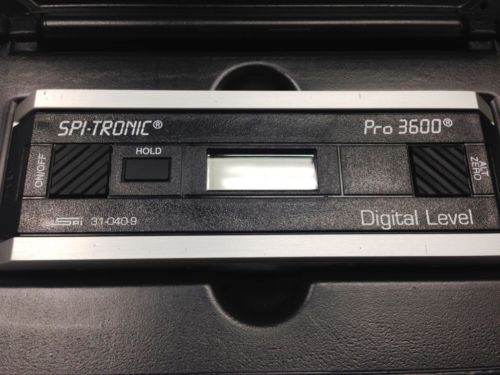 SPI-TRONIC® Pro 3600®
ON/OFF
HOLD
ALT ZERO
SPI 31-040-9
Digital Level